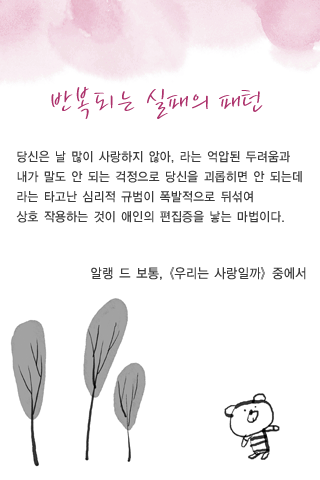 반복되는 실패의 패턴
당신은 날 많이 사랑하지 않아, 라는 억압된 두려움과
내가 말도 안 되는 걱정으로 당신을 괴롭히면 안 되는데
라는 타고난 심리적 규범이 폭발적으로 뒤섞여
상호 작용하는 것이 애인의 편집증을 낳는 마법이다.
알랭 드 보통, 《우리는 사랑일까》 중에서